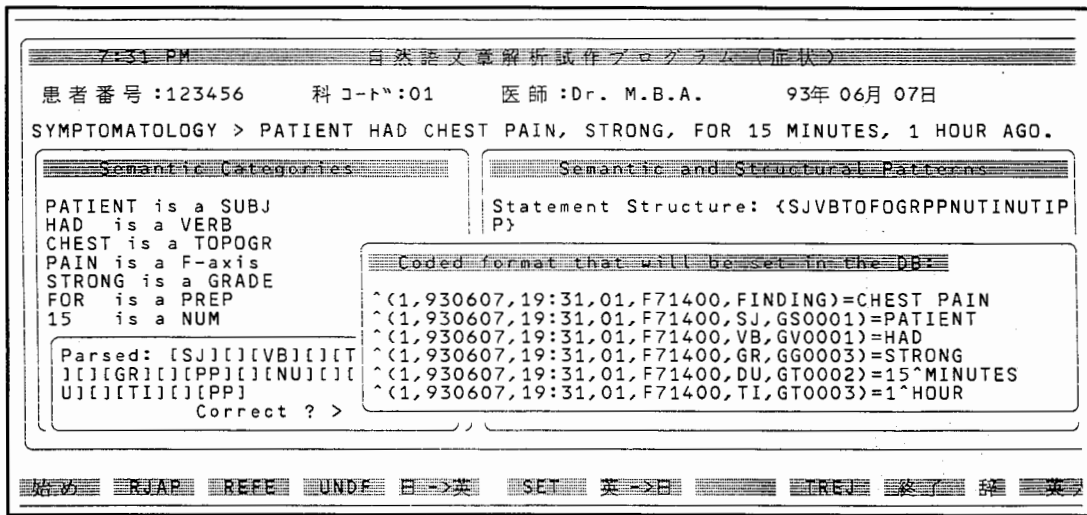 7:31 PM 自然語文章解析試作プログラム (症状)
患者番号:123456 科コード:01 医師:Dr. M.B.A. 93年 06月 07日
SYMPTOMATOLOGY > PATIENT HAD CHEST PAIN, STRONG, FOR 15 MINUTES, 1 HOUR AGO.
Semantic Categories
PATIENT is a SUBJ
HAD is a VERB
CHEST is a TOPOGR
PAIN is a F-axis
STRONG is a GRADE
FOR is a PREP
15 is a NUM
Semantic and Structural Patterns
Statement Structure: {SJVBTOFOGRPPNUTINUTIP
P}
Parsed: [SJ][][VB][][T
][][GR][][PP][][NU][][
U][][TI][][PP]
Correct ? >
Coded format that will be set in the DB:
^(1,930607,19:31,01,F71400,FINDING)=CHEST PAIN
^(1,930607,19:31,01,F71400,SJ,GS0001)=PATIENT
^(1,930607,19:31,01,F71400,VB,GV0001)=HAD
^(1,930607,19:31,01,F71400,GR,GG0003)=STRONG
^(1,930607,19:31,01,F71400,DU,GT0002)=15^MINUTES
^(1,930607,19:31,01,F71400,TI,GT0003)=1^HOUR
始め RJAP REFE UNDF 日->英 SET 英->日 TREJ 終了 辞 英